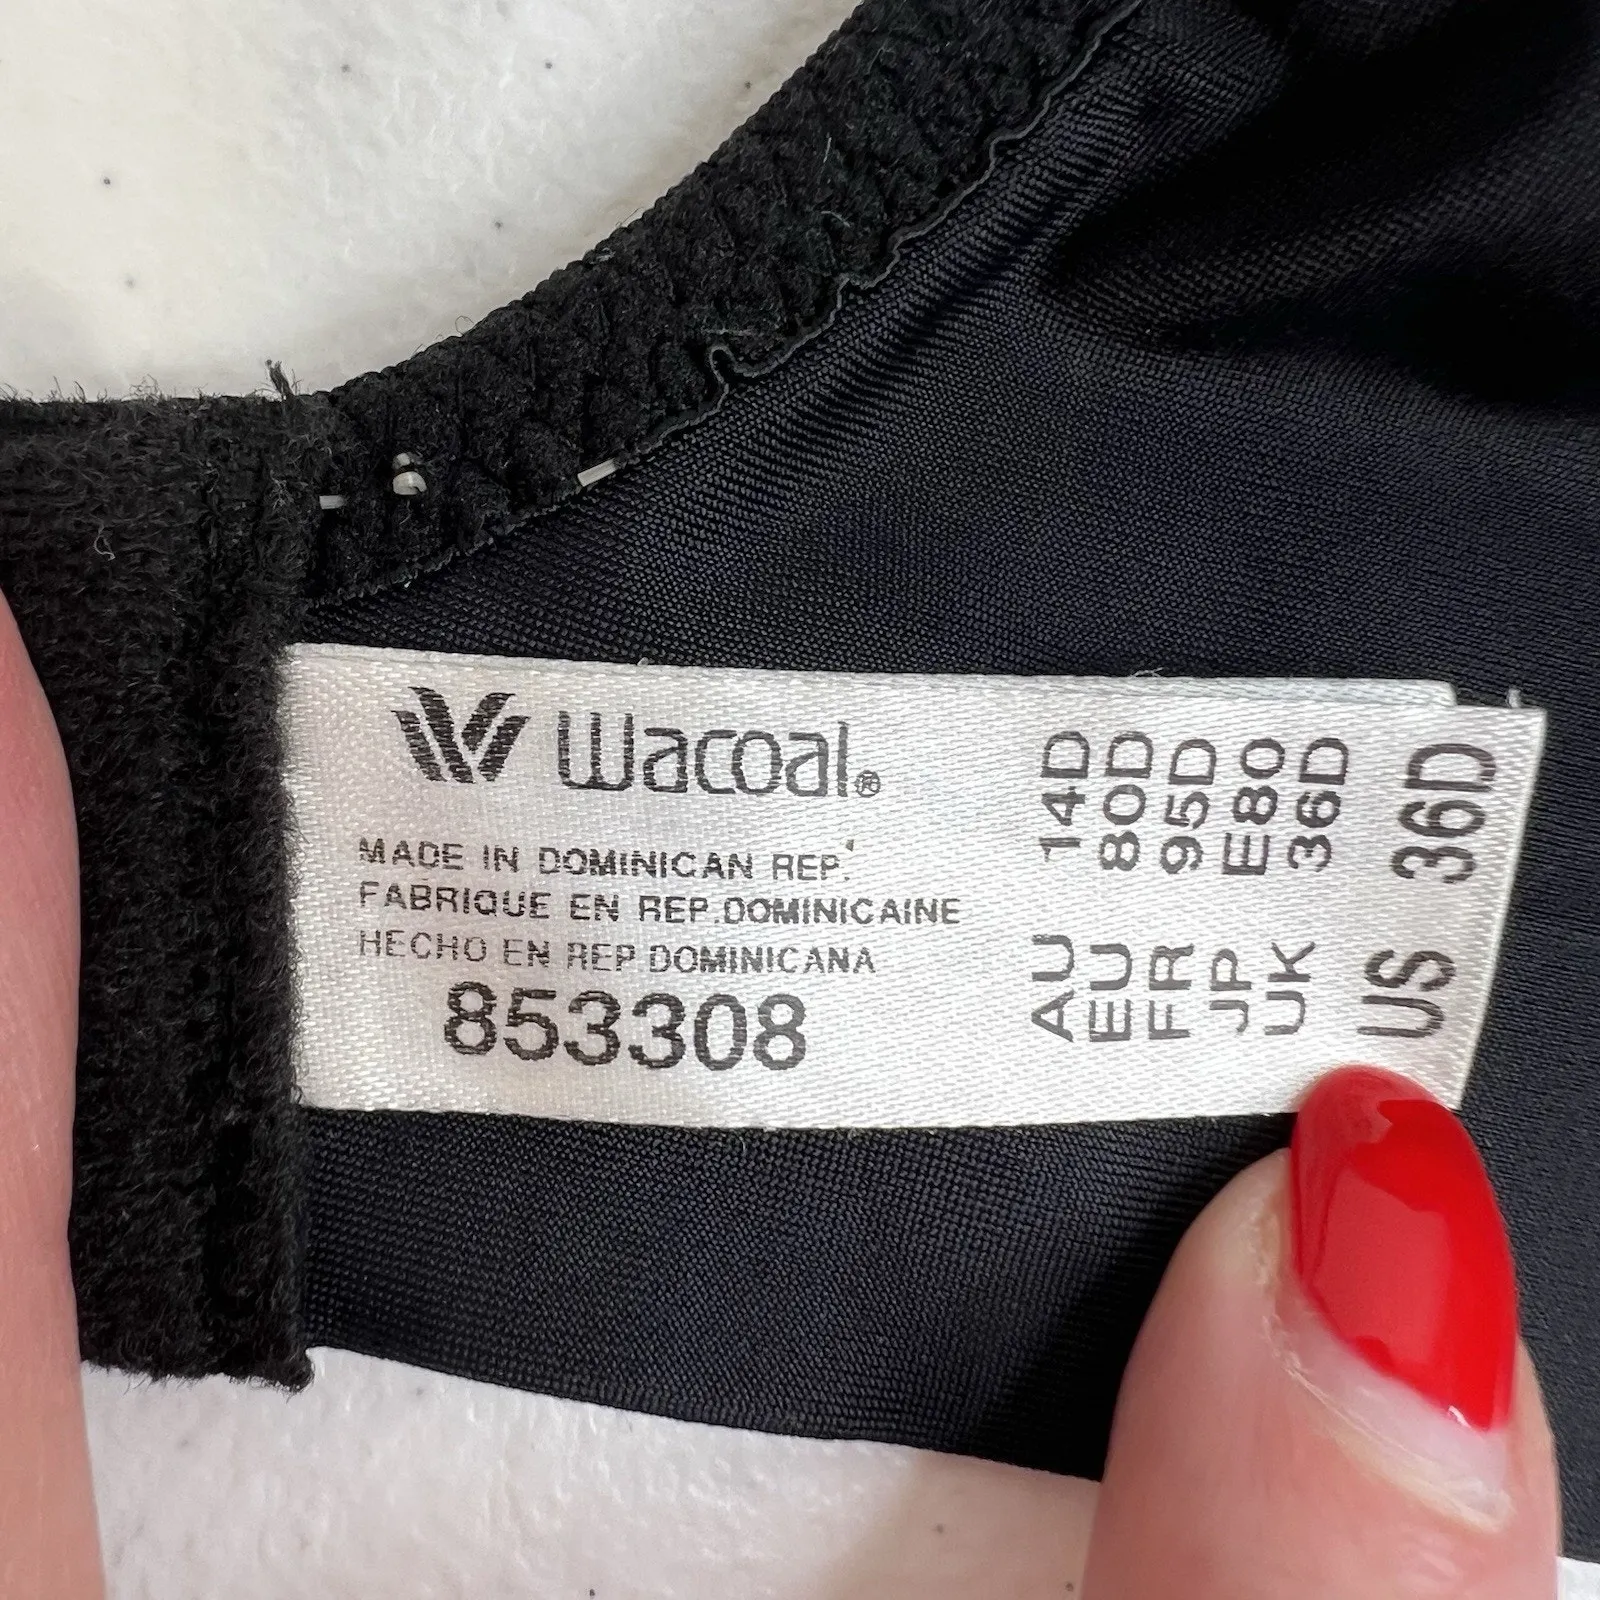 Wacoal®
MADE IN DOMINICAN REP.
FABRIQUE EN REP.DOMINICAINE
HECHO EN REP DOMINICANA
853308
AU 14D
EU 80D
FR 95D
JP E80
UK 36D
US 36D